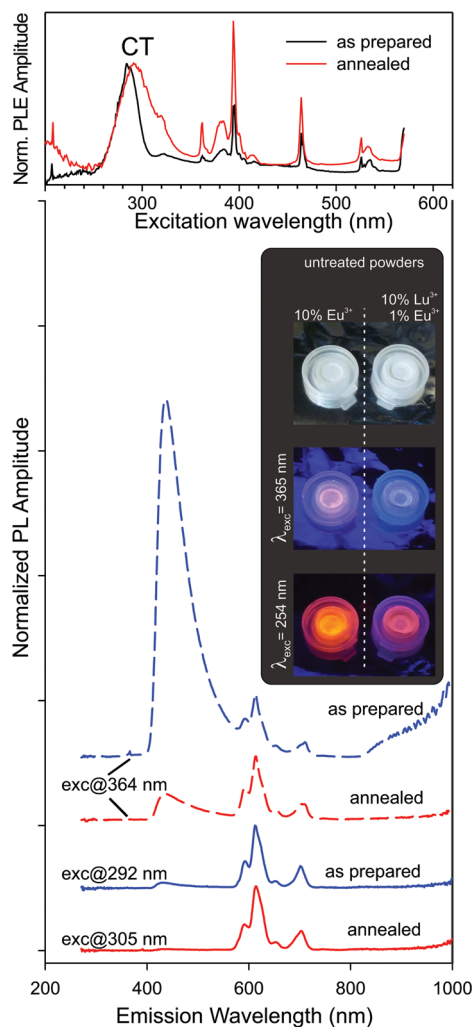 Norm. PLE Amplitude
CT
as prepared
annealed
300
400
500
600
Excitation wavelength (nm)
Normalized PL Amplitude
untreated powders
10% Eu³⁺
10% Lu³⁺
1% Eu³⁺
λexc= 365 nm
λexc= 254 nm
as prepared
exc@364 nm
annealed
exc@292 nm
as prepared
exc@305 nm
annealed
200
400
600
800
1000
Emission Wavelength (nm)